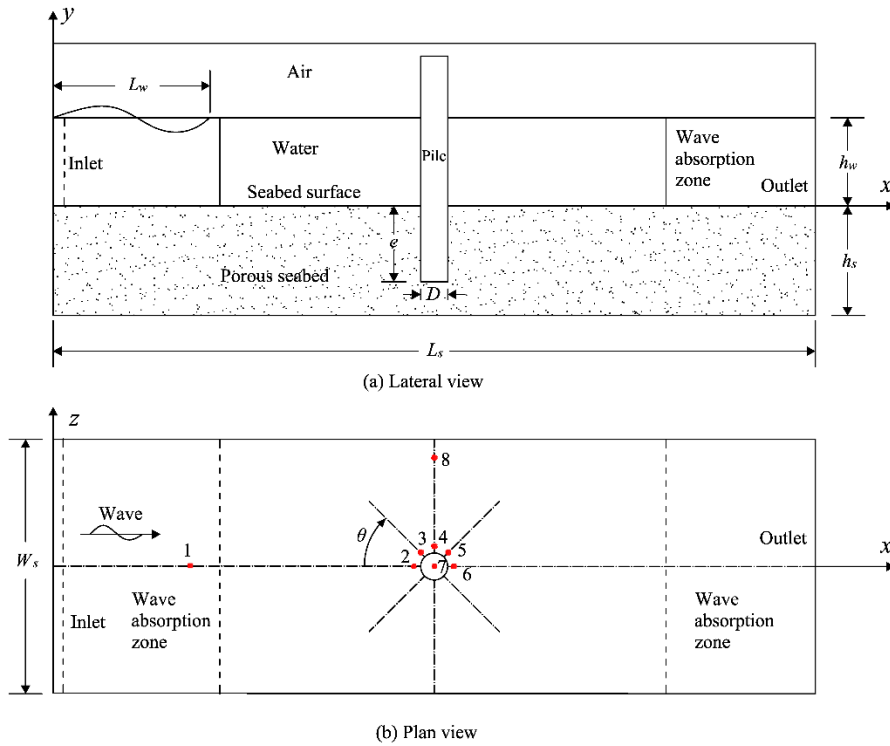 y
L_w
Air
Inlet
Water
Pile
Wave
absorption
zone
h_w
Outlet
x
Seabed surface
e
Porous seabed
h_s
D
L_s
(a) Lateral view
z
8
Wave
θ
3 4 5
1
2 7 6
Outlet
x
W_s
Inlet
Wave
absorption
zone
Wave
absorption
zone
(b) Plan view